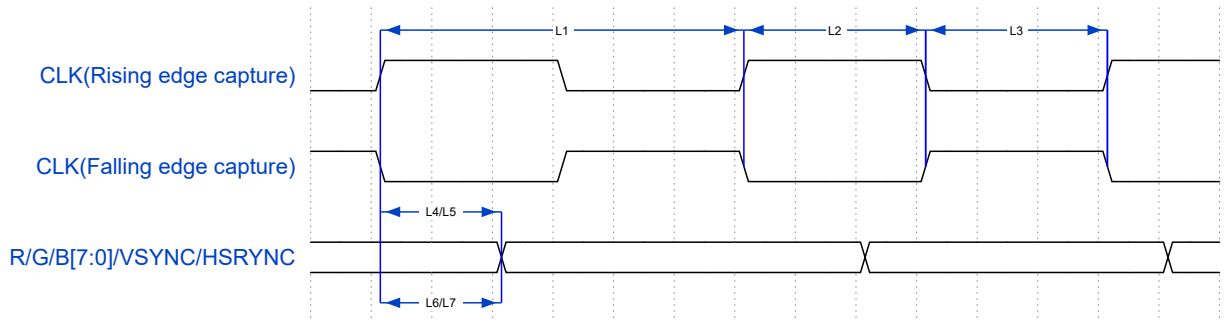 L1 L2 L3
CLK(Rising edge capture)
CLK(Falling edge capture)
L4/L5
R/G/B[7:0]/VSYNC/HSRYNC
L6/L7